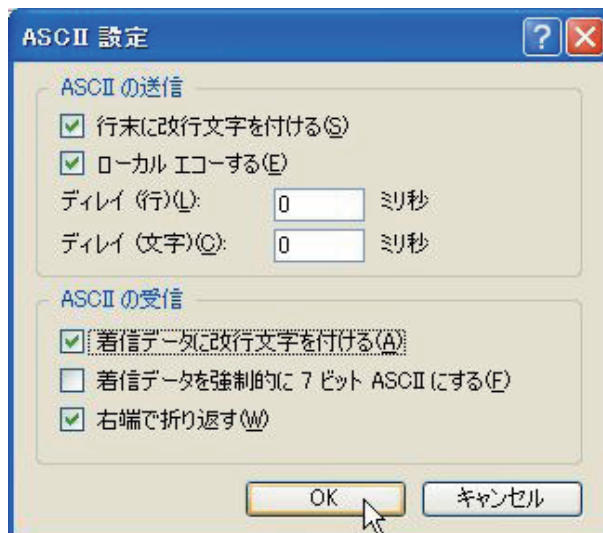 ASCII 設定
ASCII の送信
行末に改行文字を付ける(S)
ローカル エコーする(E)
ディレイ (行)(L): 0 ミリ秒
ディレイ (文字)(C): 0 ミリ秒
ASCII の受信
着信データに改行文字を付ける(A)
着信データを強制的に 7 ビット ASCII にする(F)
右端で折り返す(W)
OK キャンセル